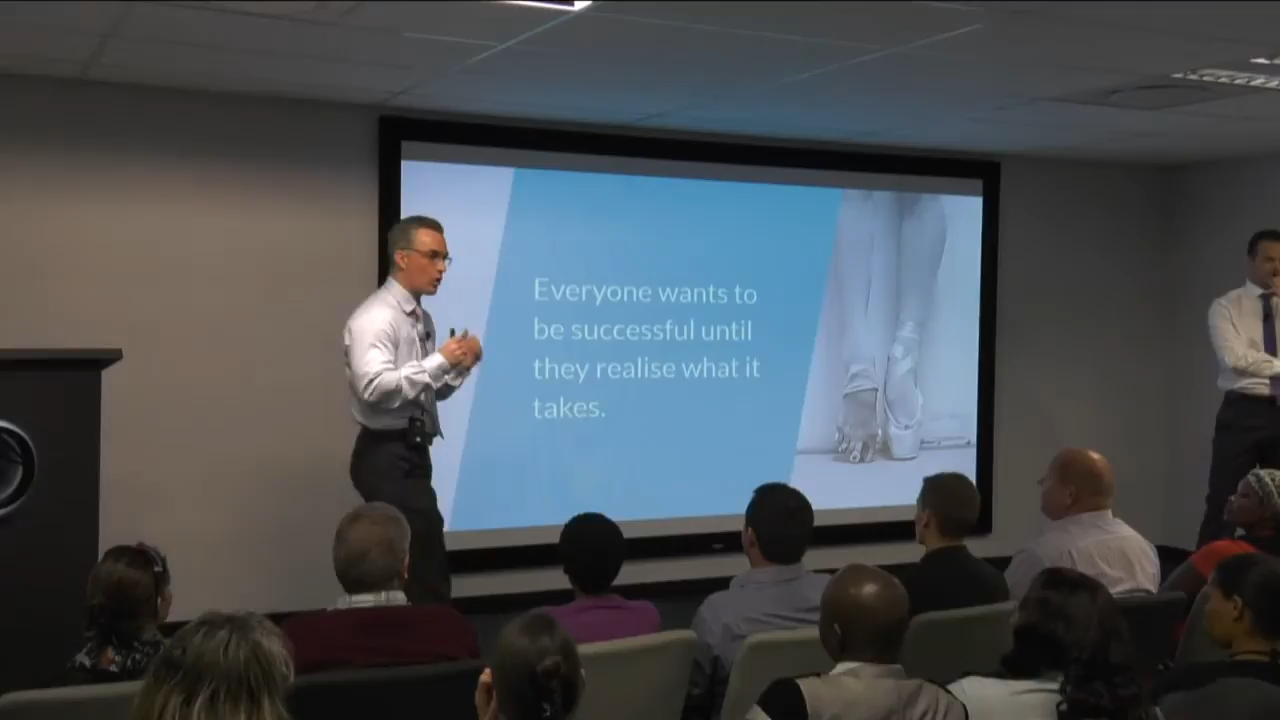 Everyone wants to
be successful until
they realise what it
takes.